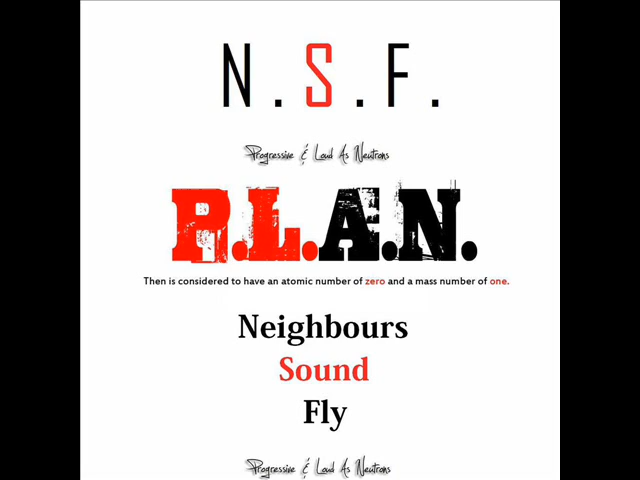 N.S.F.
Progressive & Loud As Neutrons
P.L.A.N.
Then is considered to have an atomic number of zero and a mass number of one.
Neighbours
Sound
Fly
Progressive & Loud As Neutrons